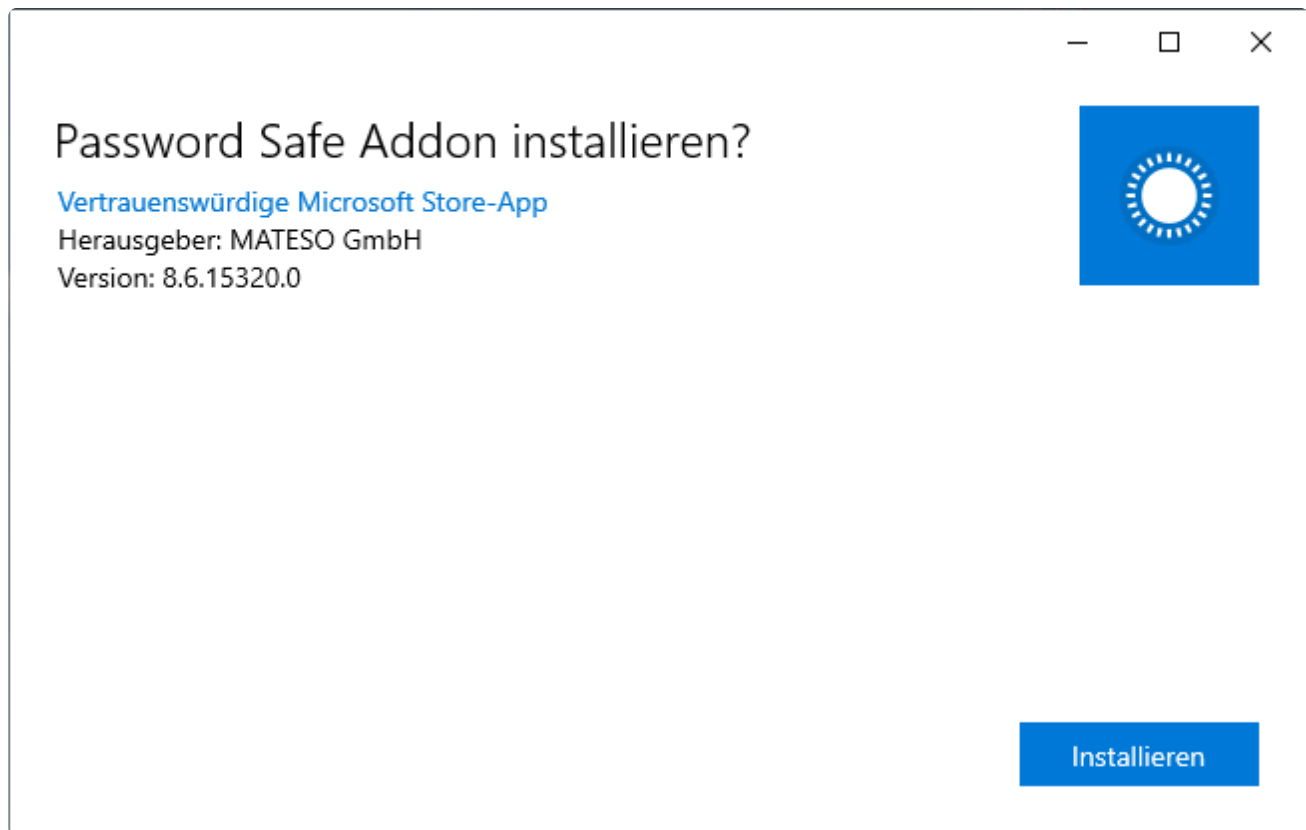 Password Safe Addon installieren?
Vertrauenswürdige Microsoft Store-App
Herausgeber: MATESO GmbH
Version: 8.6.15320.0
Installieren